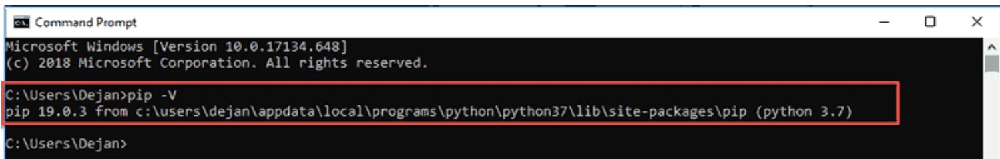 Command Prompt
Microsoft Windows [Version 10.0.17134.648]
(c) 2018 Microsoft Corporation. All rights reserved.
C:\Users\Dejan>pip -V
pip 19.0.3 from c:\users\dejan\appdata\local\programs\python\python37\lib\site-packages\pip (python 3.7)
C:\Users\Dejan>